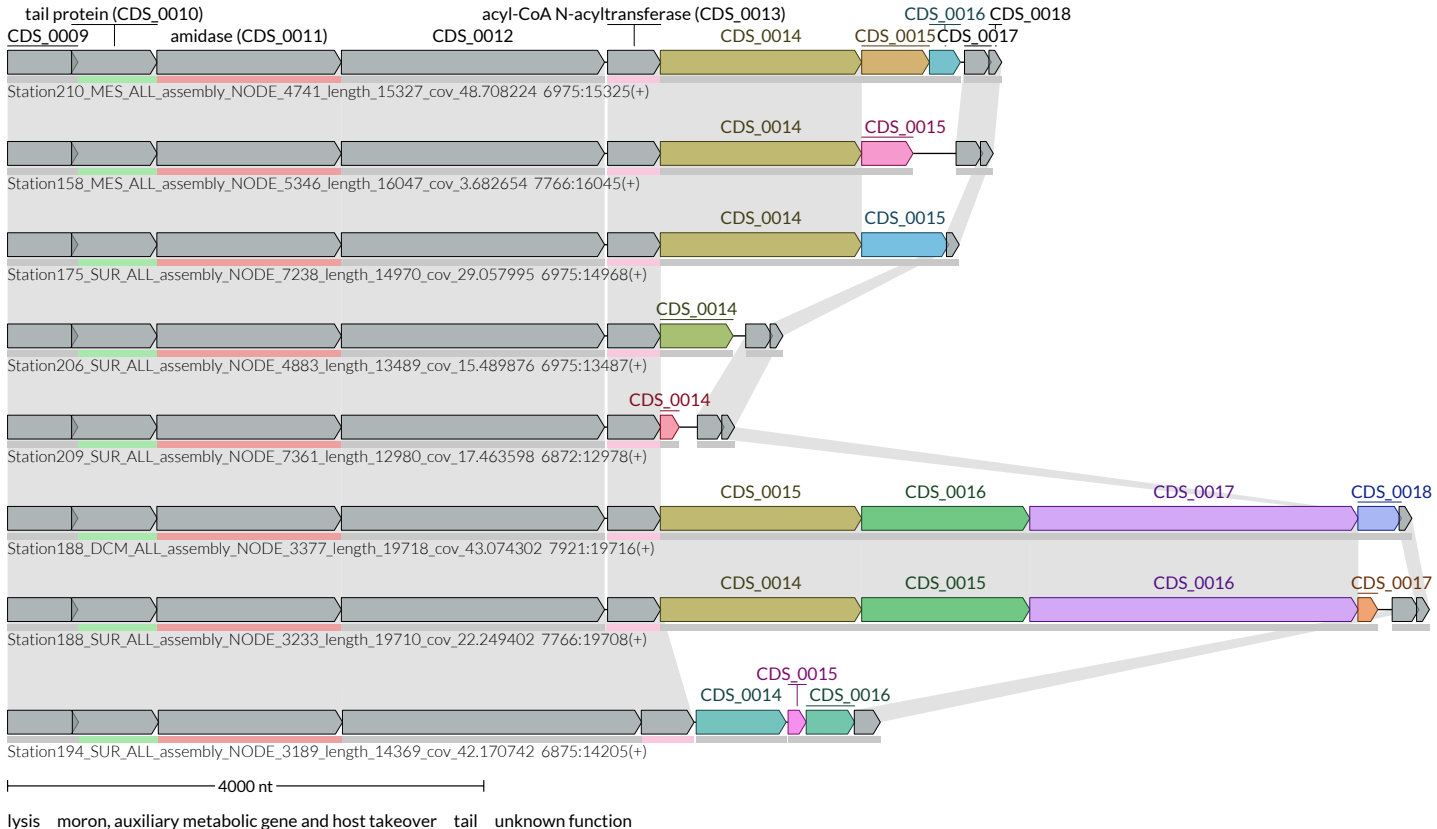 tail protein (CDS_0010) acyl-CoA N-acyltransferase (CDS_0013) CDS_0016 CDS_0018
CDS_0009 amidase (CDS_0011) CDS_0012 CDS_0014 CDS_0015 CDS_0017
Station210_MES_ALL_assembly_NODE_4741_length_15327_cov_48.708224 6975:15325(+)
CDS_0014 CDS_0015
Station158_MES_ALL_assembly_NODE_5346_length_16047_cov_3.682654 7766:16045(+)
CDS_0014 CDS_0015
Station175_SUR_ALL_assembly_NODE_7238_length_14970_cov_29.057995 6975:14968(+)
CDS_0014
Station206_SUR_ALL_assembly_NODE_4883_length_13489_cov_15.489876 6975:13487(+)
CDS_0014
Station209_SUR_ALL_assembly_NODE_7361_length_12980_cov_17.463598 6872:12978(+)
CDS_0015 CDS_0016 CDS_0017 CDS_0018
Station188_DCM_ALL_assembly_NODE_3377_length_19718_cov_43.074302 7921:19716(+)
CDS_0014 CDS_0015 CDS_0016 CDS_0017
Station188_SUR_ALL_assembly_NODE_3233_length_19710_cov_22.249402 7766:19708(+)
CDS_0015
CDS_0014 CDS_0016
Station194_SUR_ALL_assembly_NODE_3189_length_14369_cov_42.170742 6875:14205(+)
4000 nt
lysis moron, auxiliary metabolic gene and host takeover tail unknown function